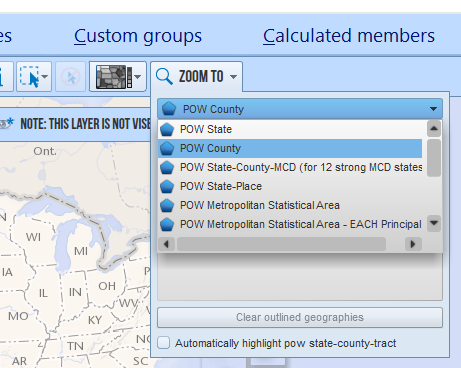 es Custom groups Calculated members
ZOOM TO
NOTE: THIS LAYER IS NOT VISE
POW County
POW State
POW County
POW State-County-MCD (for 12 strong MCD states
POW State-Place
POW Metropolitan Statistical Area
POW Metropolitan Statistical Area - EACH Principal
Clear outlined geographies
Automatically highlight pow state-county-tract
Ont.
WI
MI
IA
IL
IN
OH
WV
MO
KY
TN
NC
AR
SC